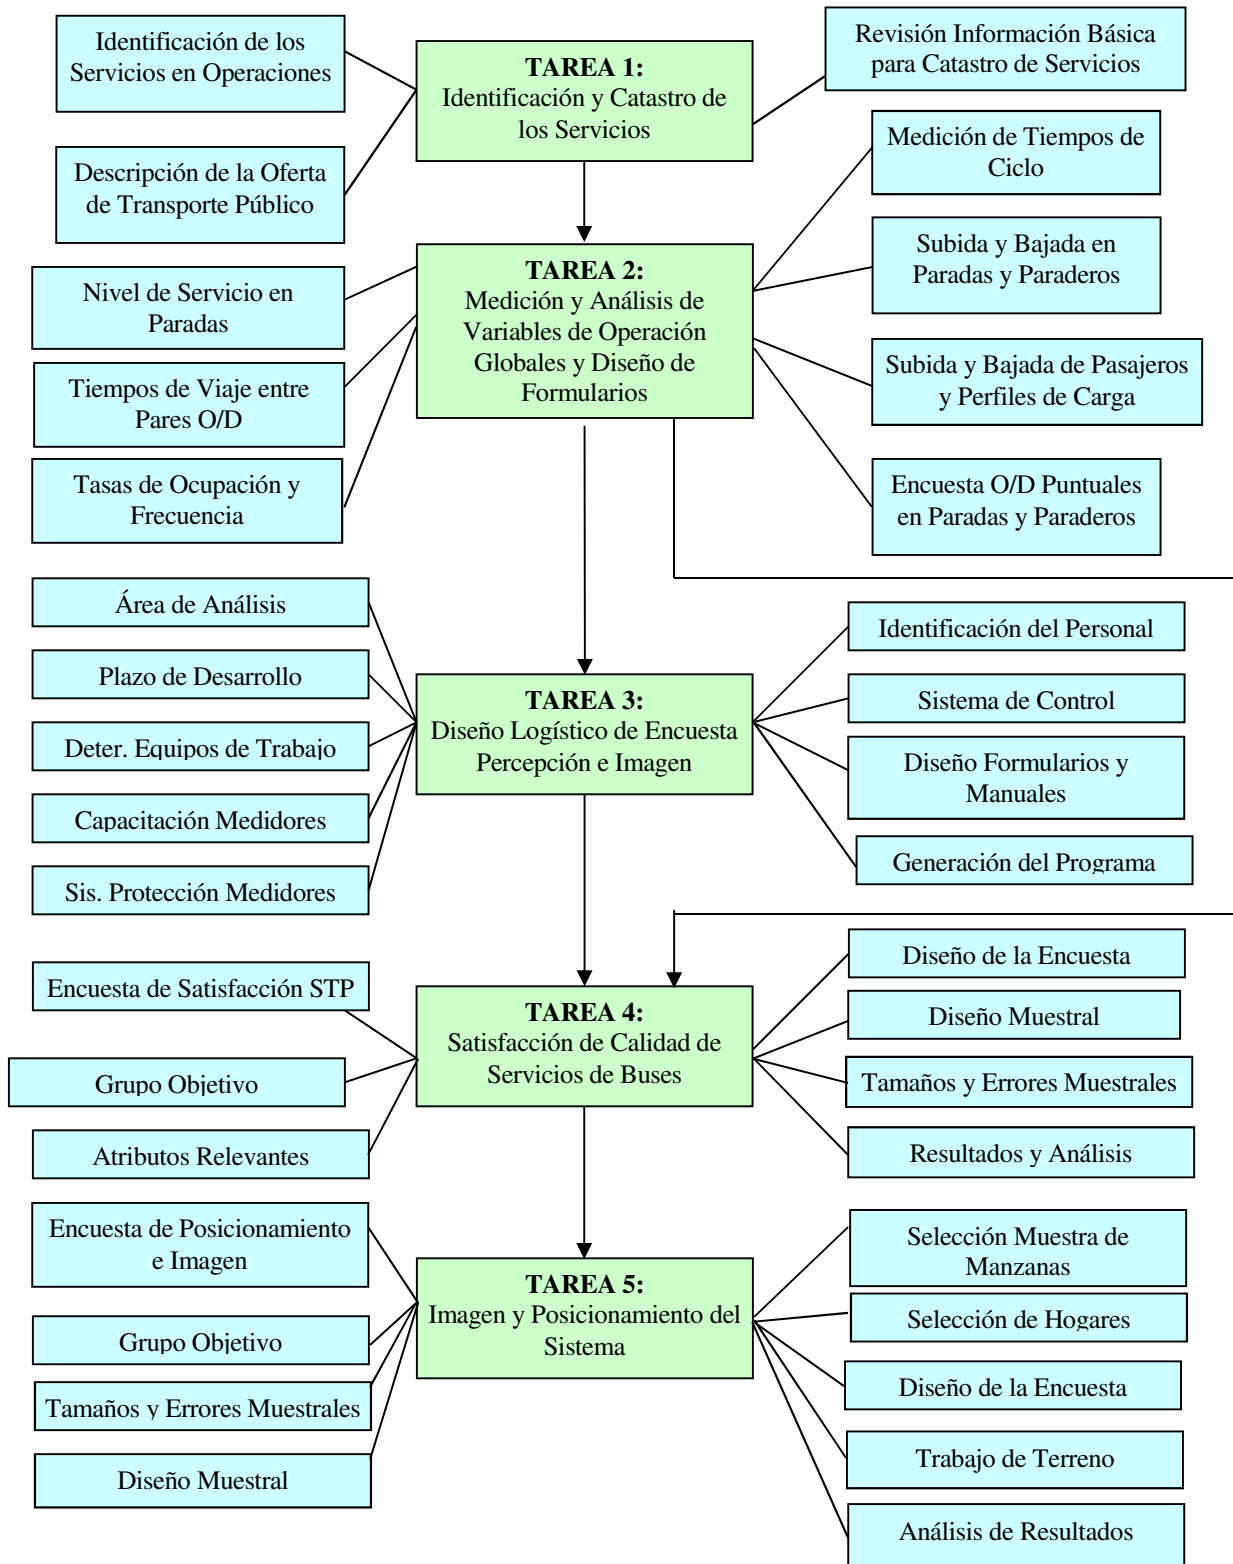 Identificación de los
Servicios en Operaciones
Descripción de la Oferta
de Transporte Público
TAREA 1:
Identificación y Catastro de
los Servicios
Revisión Información Básica
para Catastro de Servicios
Nivel de Servicio en
Paradas
Tiempos de Viaje entre
Pares O/D
Tasas de Ocupación y
Frecuencia
TAREA 2:
Medición y Análisis de
Variables de Operación
Globales y Diseño de
Formularios
Medición de Tiempos de
Ciclo
Subida y Bajada en
Paradas y Paraderos
Subida y Bajada de Pasajeros
y Perfiles de Carga
Encuesta O/D Puntuales
en Paradas y Paraderos
Área de Análisis
Plazo de Desarrollo
Deter. Equipos de Trabajo
Capacitación Medidores
Sis. Protección Medidores
TAREA 3:
Diseño Logístico de Encuesta
Percepción e Imagen
Identificación del Personal
Sistema de Control
Diseño Formularios y
Manuales
Generación del Programa
Encuesta de Satisfacción STP
Grupo Objetivo
Atributos Relevantes
TAREA 4:
Satisfacción de Calidad de
Servicios de Buses
Diseño de la Encuesta
Diseño Muestral
Tamaños y Errores Muestrales
Resultados y Análisis
Encuesta de Posicionamiento
e Imagen
Grupo Objetivo
Tamaños y Errores Muestrales
Diseño Muestral
TAREA 5:
Imagen y Posicionamiento del
Sistema
Selección Muestra de
Manzanas
Selección de Hogares
Diseño de la Encuesta
Trabajo de Terreno
Análisis de Resultados